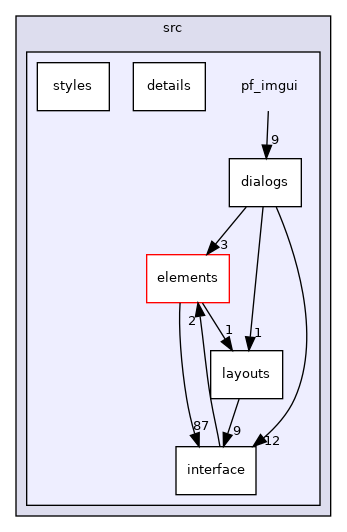 src
styles
details
pf_imgui
9
dialogs
3
elements
2
1
1
layouts
87
9
12
interface